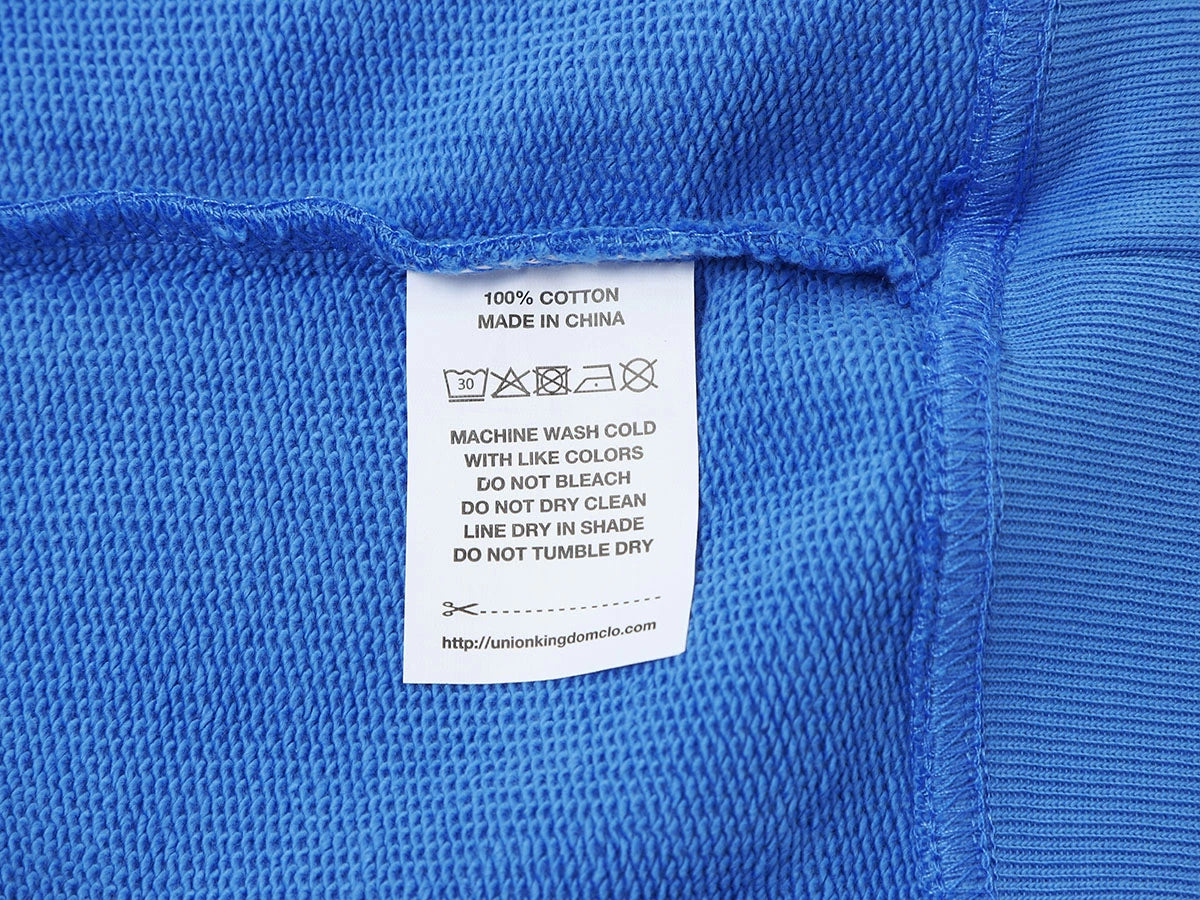 100% COTTON
MADE IN CHINA
30
MACHINE WASH COLD
WITH LIKE COLORS
DO NOT BLEACH
DO NOT DRY CLEAN
LINE DRY IN SHADE
DO NOT TUMBLE DRY
http://unionkingdomclo.com